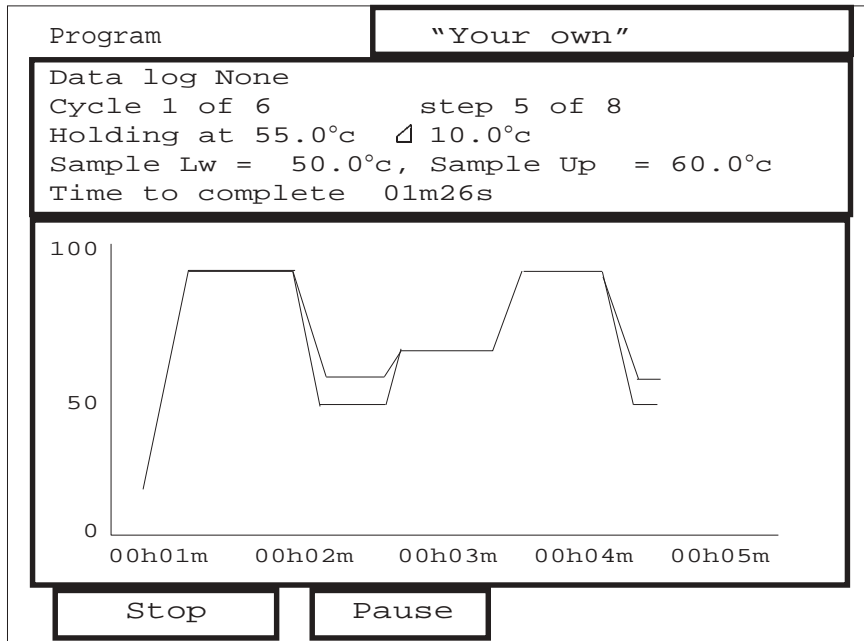 Program "Your own"
Data log None
Cycle 1 of 6 step 5 of 8
Holding at 55.0°c ⊿ 10.0°c
Sample Lw = 50.0°c, Sample Up = 60.0°c
Time to complete 01m26s
100
50
0
00h01m 00h02m 00h03m 00h04m 00h05m
Stop Pause